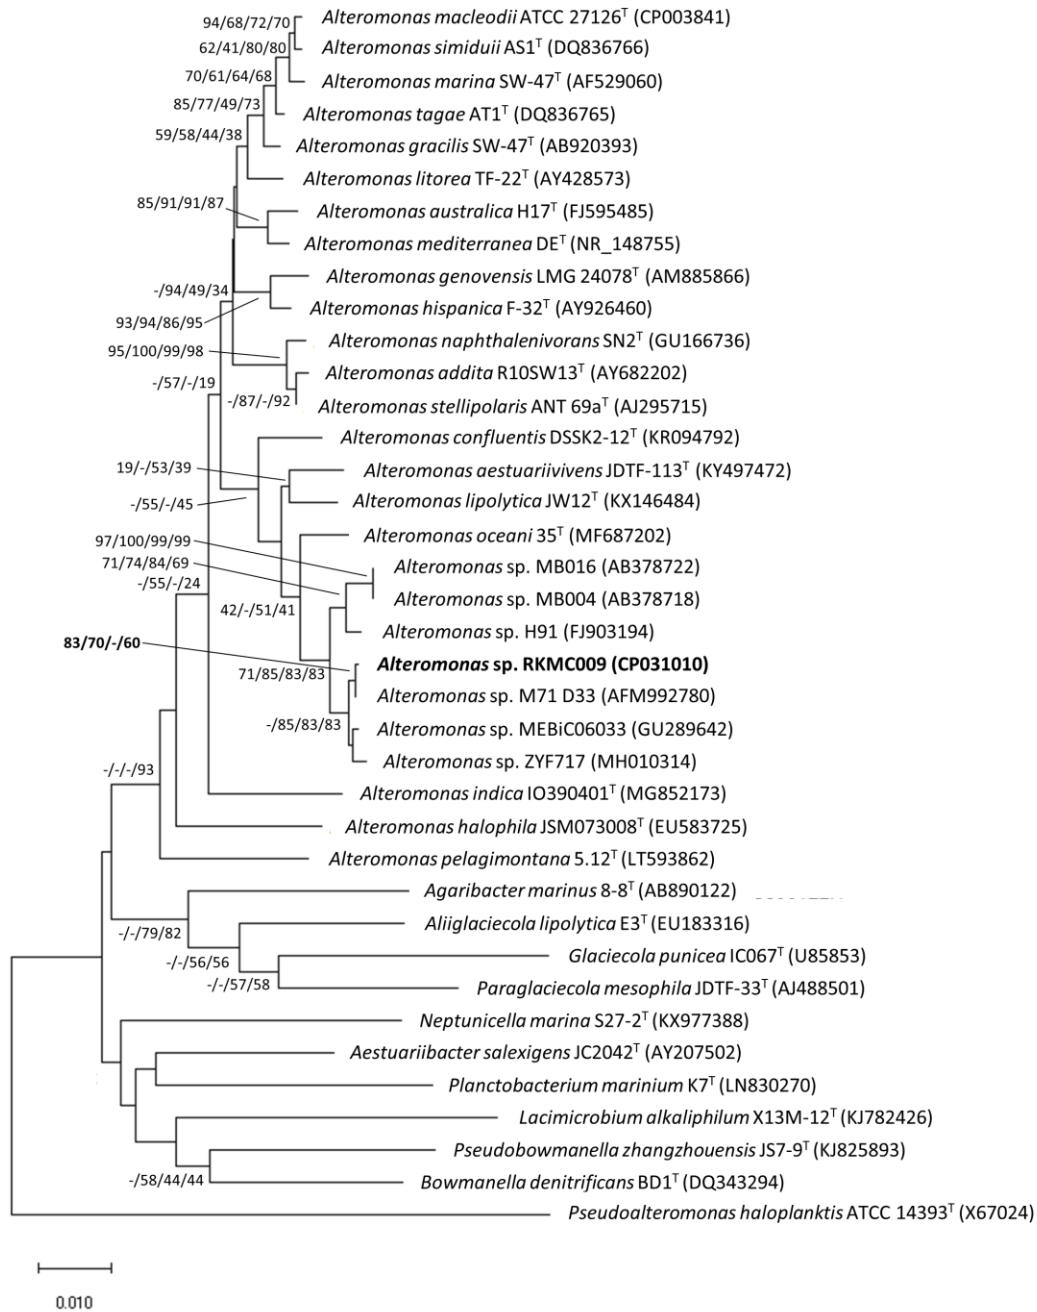 94/68/72/70
Alteromonas macleodii ATCC 27126ᵀ (CP003841)
62/41/80/80
Alteromonas simiduii AS1ᵀ (DQ836766)
70/61/64/68
Alteromonas marina SW-47ᵀ (AF529060)
85/77/49/73
Alteromonas tagae AT1ᵀ (DQ836765)
59/58/44/38
Alteromonas gracilis SW-47ᵀ (AB920393)
Alteromonas litorea TF-22ᵀ (AY428573)
85/91/91/87
Alteromonas australica H17ᵀ (FJ595485)
Alteromonas mediterranea DEᵀ (NR_148755)
Alteromonas genovensis LMG 24078ᵀ (AM885866)
-/94/49/34
Alteromonas hispanica F-32ᵀ (AY926460)
93/94/86/95
Alteromonas naphthalenivorans SN2ᵀ (GU166736)
95/100/99/98
Alteromonas addita R10SW13ᵀ (AY682202)
-/57/-/19
-/87/-/92
Alteromonas stellipolaris ANT 69aᵀ (AJ295715)
Alteromonas confluentis DSSK2-12ᵀ (KR094792)
19/-/53/39
Alteromonas aestuariivivens JDTF-113ᵀ (KY497472)
-/55/-/45
Alteromonas lipolytica JW12ᵀ (KX146484)
Alteromonas oceani 35ᵀ (MF687202)
97/100/99/99
71/74/84/69
Alteromonas sp. MB016 (AB378722)
-/55/-/24
Alteromonas sp. MB004 (AB378718)
42/-/51/41
Alteromonas sp. H91 (FJ903194)
83/70/-/60
Alteromonas sp. RKMC009 (CP031010)
71/85/83/83
Alteromonas sp. M71 D33 (AFM992780)
-/85/83/83
Alteromonas sp. MEBiC06033 (GU289642)
Alteromonas sp. ZYF717 (MH010314)
-/-/-/93
Alteromonas indica IO390401ᵀ (MG852173)
Alteromonas halophila JSM073008ᵀ (EU583725)
Alteromonas pelagimontana 5.12ᵀ (LT593862)
Agaribacter marinus 8-8ᵀ (AB890122)
-/-/79/82
Aliiglaciecola lipolytica E3ᵀ (EU183316)
-/-/56/56
Glaciecola punicea IC067ᵀ (U85853)
-/-/57/58
Paraglaciecola mesophila JDTF-33ᵀ (AJ488501)
Neptunicella marina S27-2ᵀ (KX977388)
Aestuariibacter salexigens JC2042ᵀ (AY207502)
Planctobacterium marinium K7ᵀ (LN830270)
Lacimicrobium alkaliphilum X13M-12ᵀ (KJ782426)
Pseudobowmanella zhangzhouensis JS7-9ᵀ (KJ825893)
-/58/44/44
Bowmanella denitrificans BD1ᵀ (DQ343294)
Pseudoalteromonas haloplanktis ATCC 14393ᵀ (X67024)
0.010